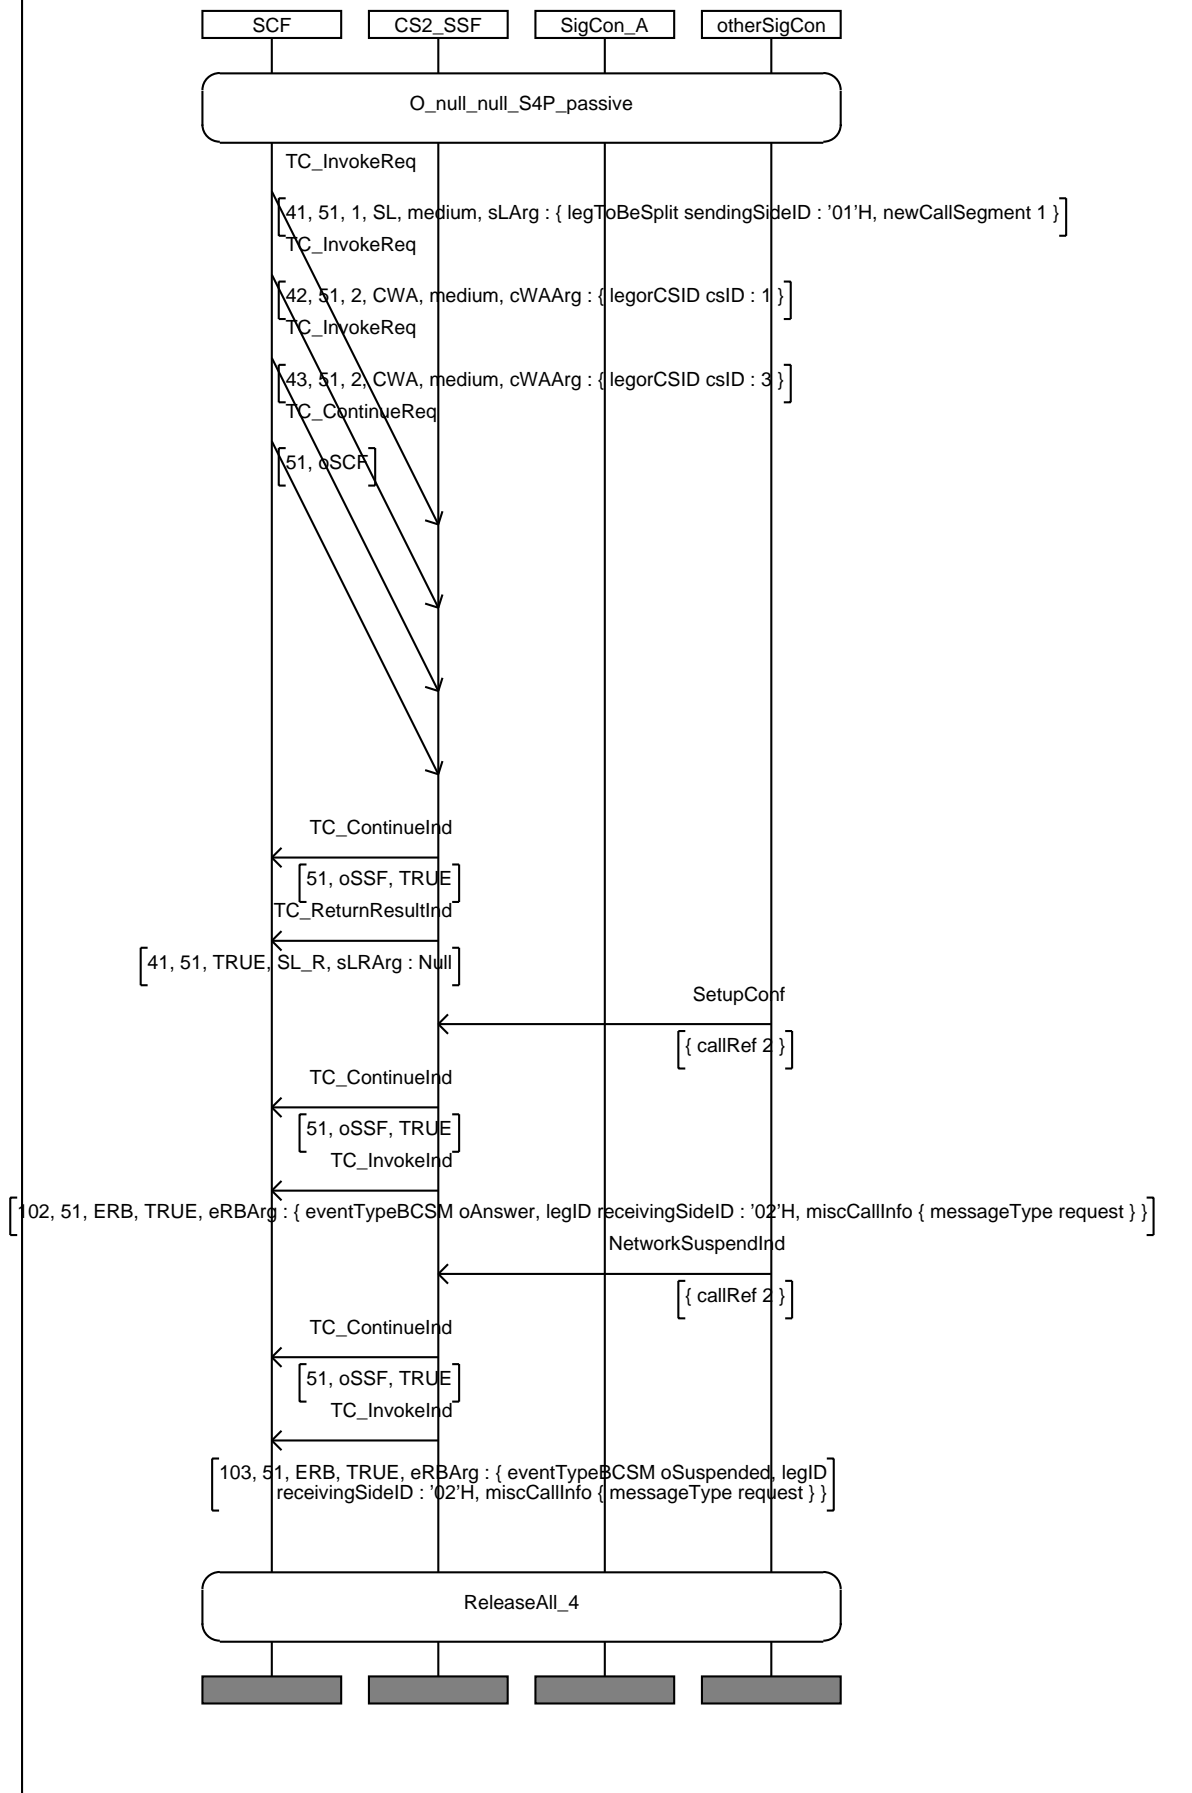 SCF CS2_SSF SigCon_A otherSigCon
O_null_null_S4P_passive
TC_InvokeReq
41, 51, 1, SL, medium, sLArg : { legToBeSplit sendingSideID : '01'H, newCallSegment 1 }
TC_InvokeReq
42, 51, 2, CWA, medium, cWAArg : { legorCSID csID : 1 }
TC_InvokeReq
43, 51, 2, CWA, medium, cWAArg : { legorCSID csID : 3 }
TC_ContinueReq
51, oSCF
TC_ContinueInd
51, oSSF, TRUE
TC_ReturnResultInd
41, 51, TRUE, SL_R, sLRArg : Null
SetupConf
{ callRef 2 }
TC_ContinueInd
51, oSSF, TRUE
TC_InvokeInd
102, 51, ERB, TRUE, eRBArg : { eventTypeBCSM oAnswer, legID receivingSideID : '02'H, miscCallInfo { messageType request } }
NetworkSuspendInd
{ callRef 2 }
TC_ContinueInd
51, oSSF, TRUE
TC_InvokeInd
103, 51, ERB, TRUE, eRBArg : { eventTypeBCSM oSuspended, legID
receivingSideID : '02'H, miscCallInfo { messageType request } }
ReleaseAll_4